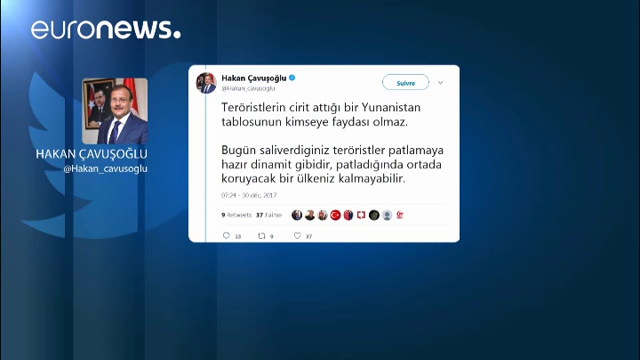 euronews.
HAKAN ÇAVUŞOĞLU
@Hakan_cavusoglu
Hakan Çavuşoğlu
@Hakan_cavusoglu
Suivre
Teröristlerin cirit attığı bir Yunanistan
tablosunun kimseye faydası olmaz.
Bugün saliverdiginiz teröristler patlamaya
hazır dinamit gibidir, patladığında ortada
koruyacak bir ülkeniz kalmayabilir.
07:24 - 30 déc. 2017
9 Retweets 37 J'aime
9
37